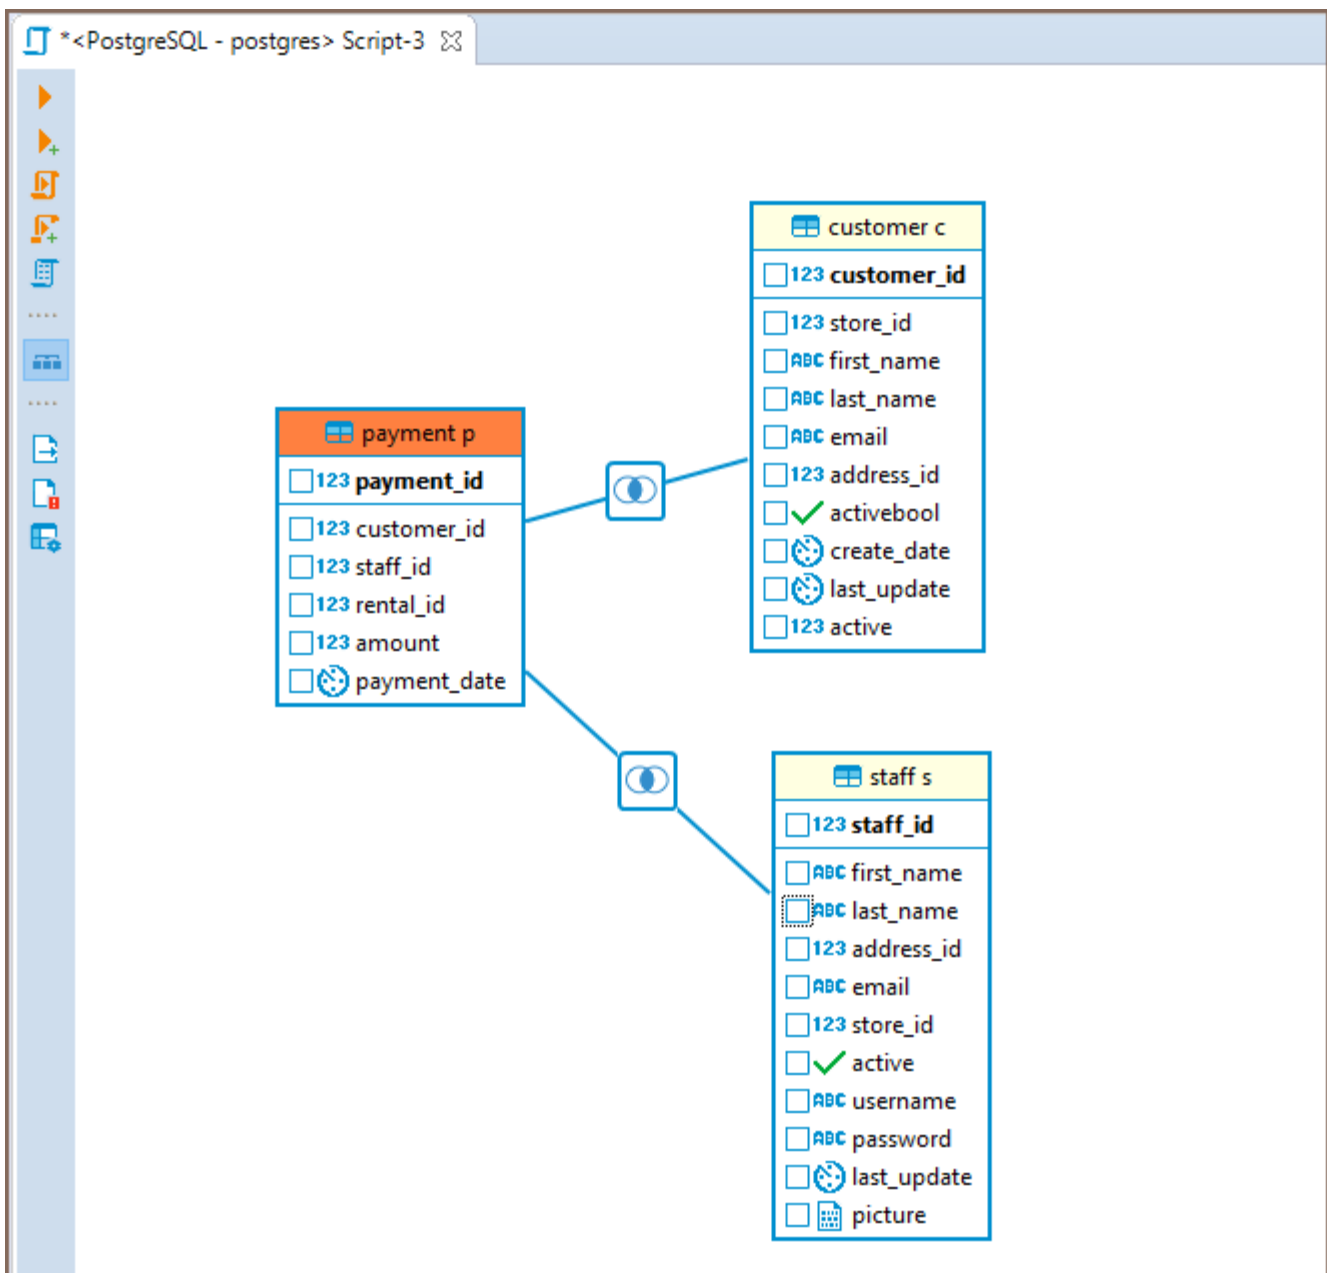 *<PostgreSQL - postgres> Script-3
customer c
123 customer_id
123 store_id
ABC first_name
ABC last_name
ABC email
123 address_id
activebool
create_date
last_update
123 active
payment p
123 payment_id
123 customer_id
123 staff_id
123 rental_id
123 amount
payment_date
staff s
123 staff_id
ABC first_name
ABC last_name
123 address_id
ABC email
123 store_id
active
ABC username
ABC password
last_update
picture